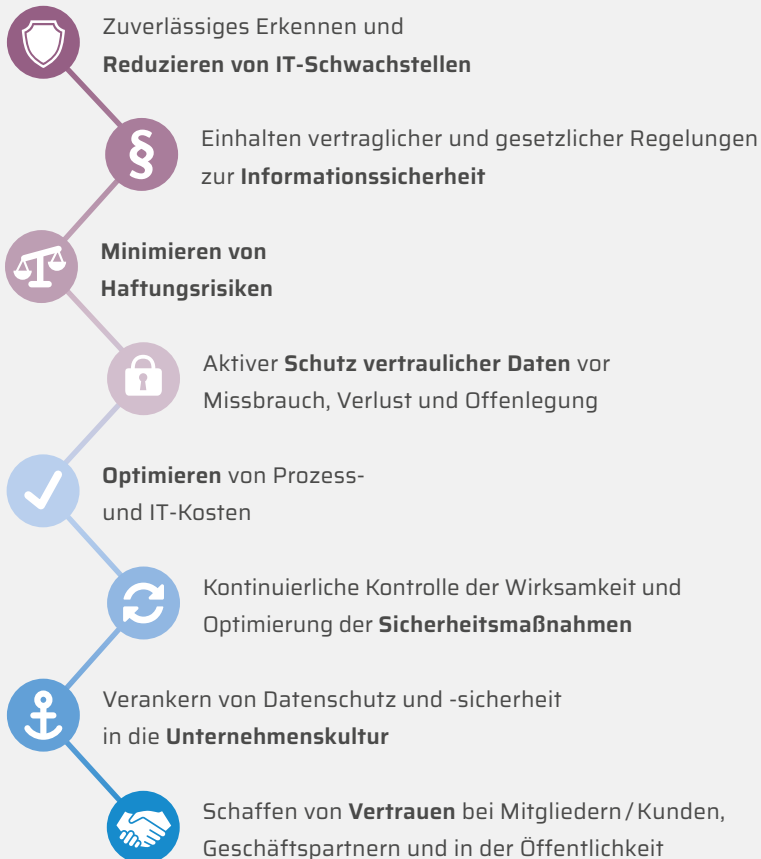 Zuverlässiges Erkennen und
Reduzieren von IT-Schwachstellen
§
Einhalten vertraglicher und gesetzlicher Regelungen
zur Informationssicherheit
Minimieren von
Haftungsrisiken
Aktiver Schutz vertraulicher Daten vor
Missbrauch, Verlust und Offenlegung
Optimieren von Prozess-
und IT-Kosten
Kontinuierliche Kontrolle der Wirksamkeit und
Optimierung der Sicherheitsmaßnahmen
Verankern von Datenschutz und -sicherheit
in die Unternehmenskultur
Schaffen von Vertrauen bei Mitgliedern/Kunden,
Geschäftspartnern und in der Öffentlichkeit